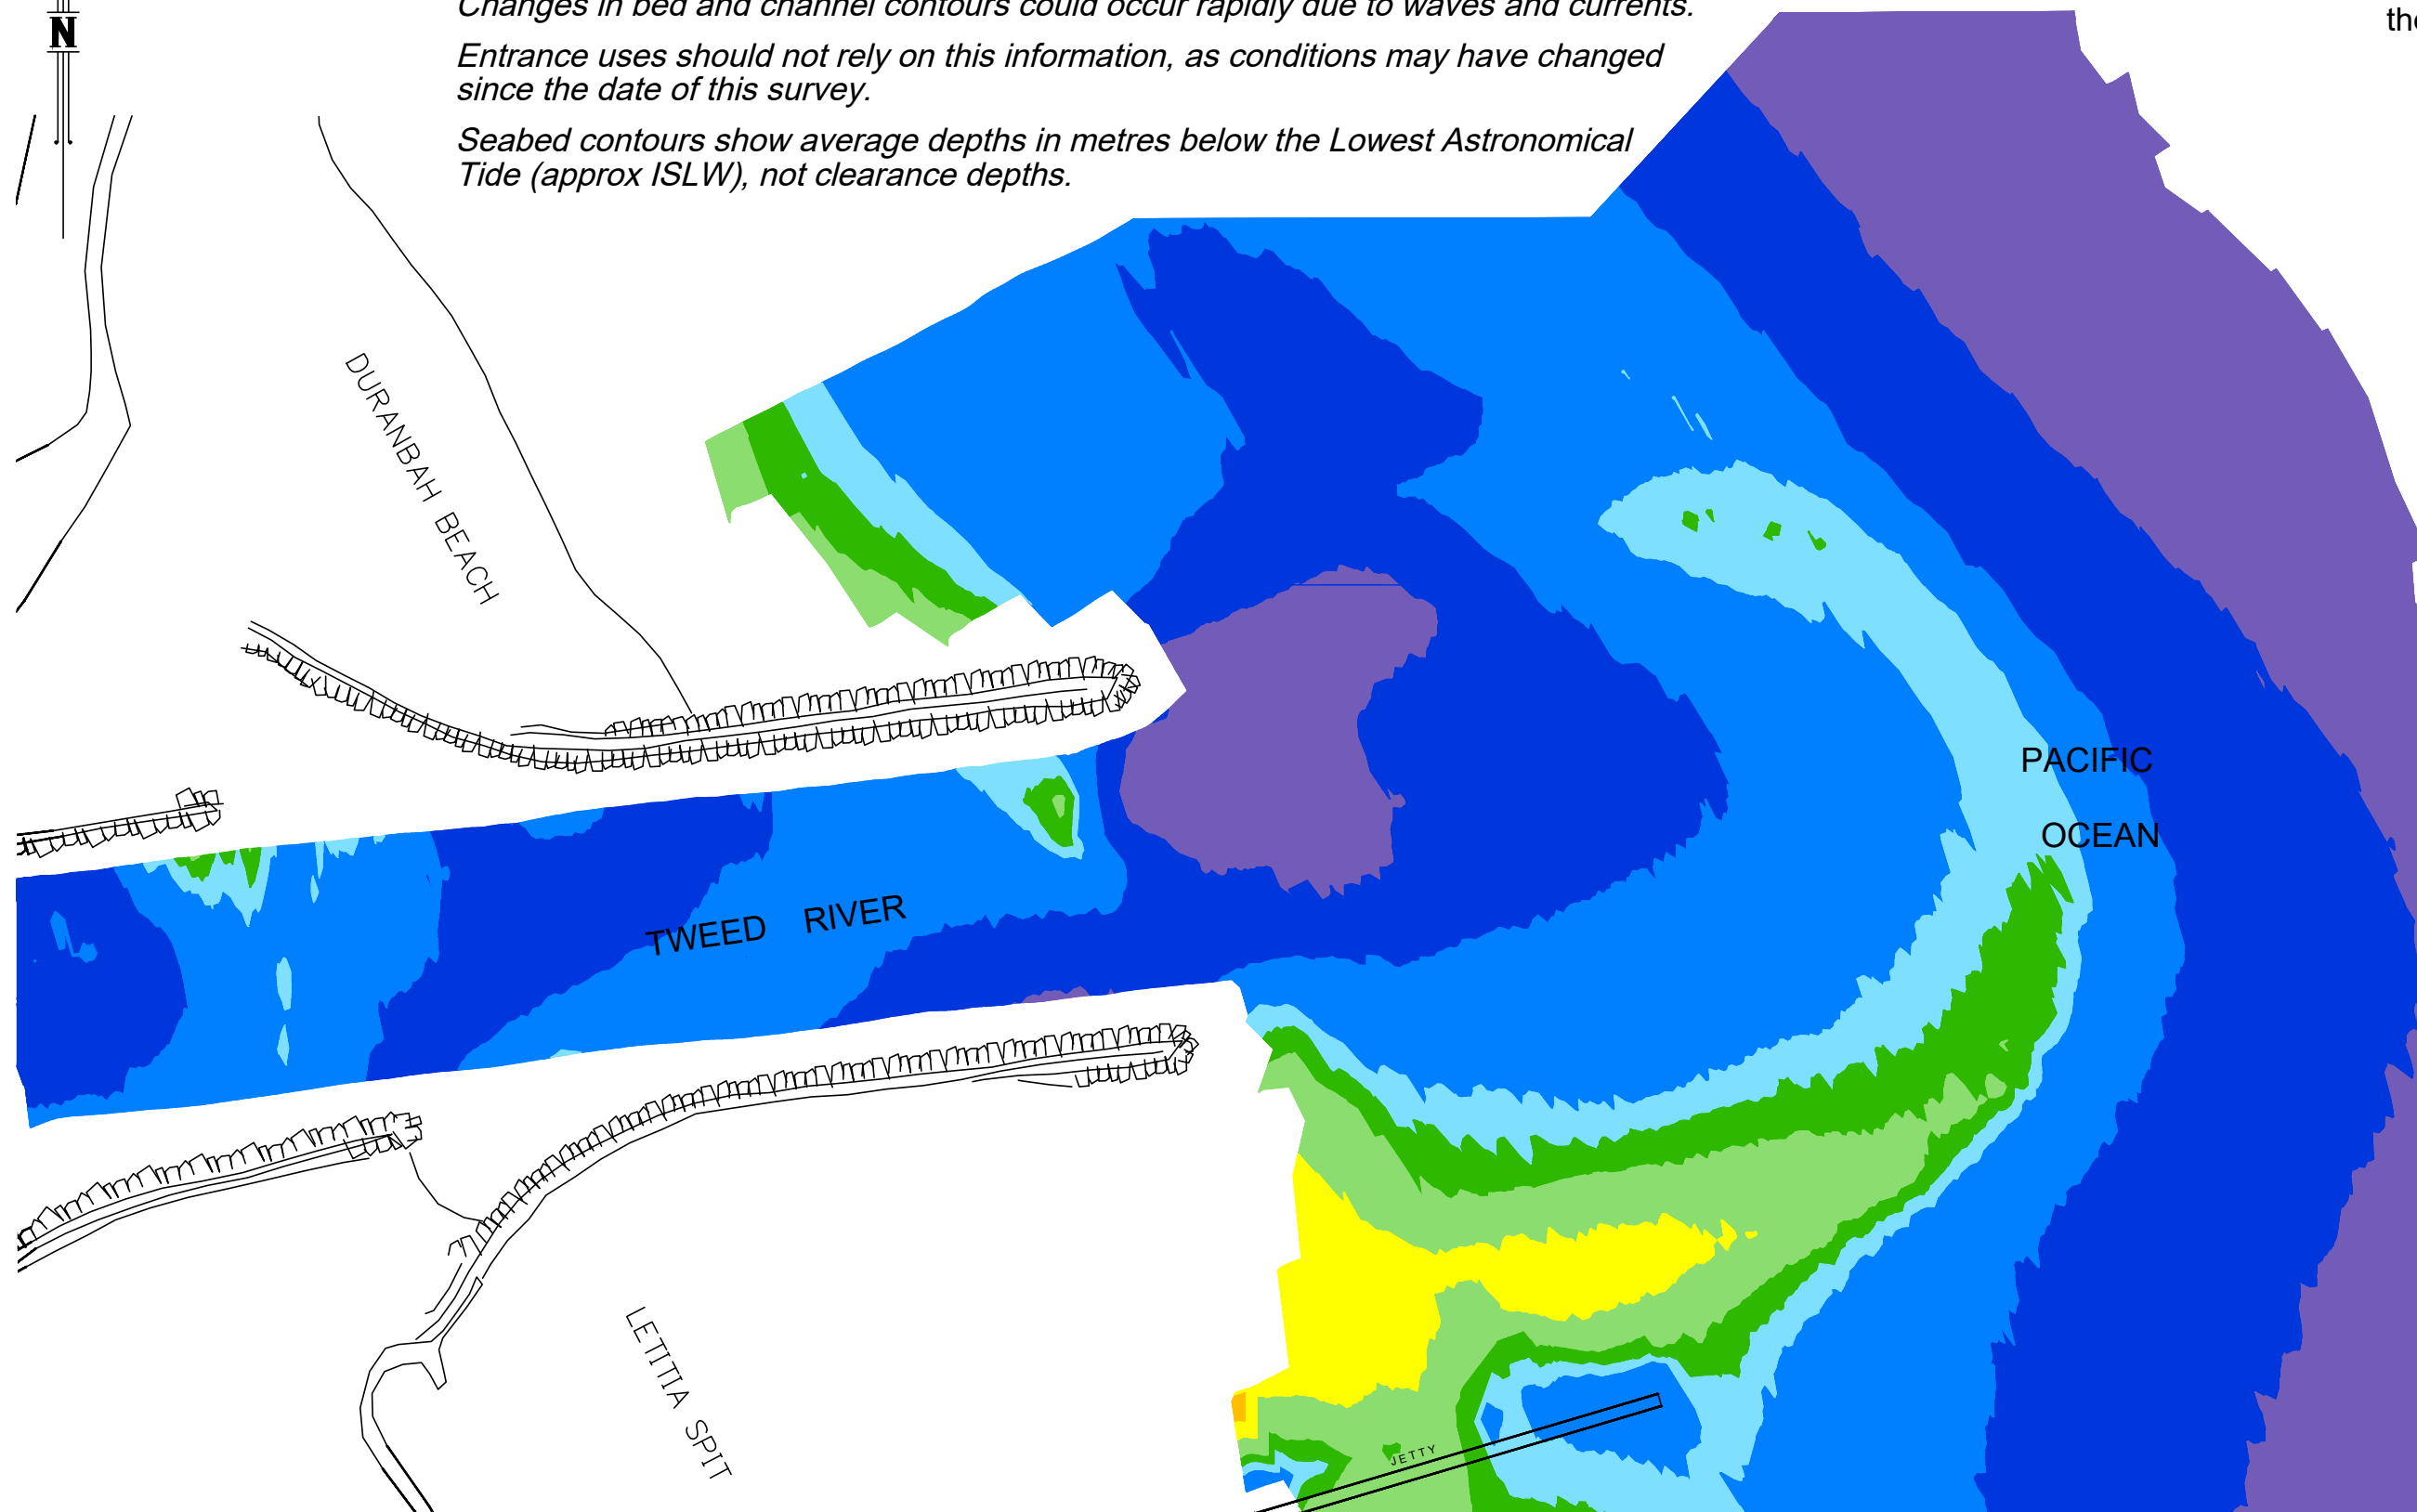 N
Changes in bed and channel contours could occur rapidly due to waves and currents.
Entrance uses should not rely on this information, as conditions may have changed
since the date of this survey.
Seabed contours show average depths in metres below the Lowest Astronomical
Tide (approx ISLW), not clearance depths.
DURANBAH BEACH
PACIFIC
OCEAN
TWEED RIVER
LETITIA SPIT
JETTY